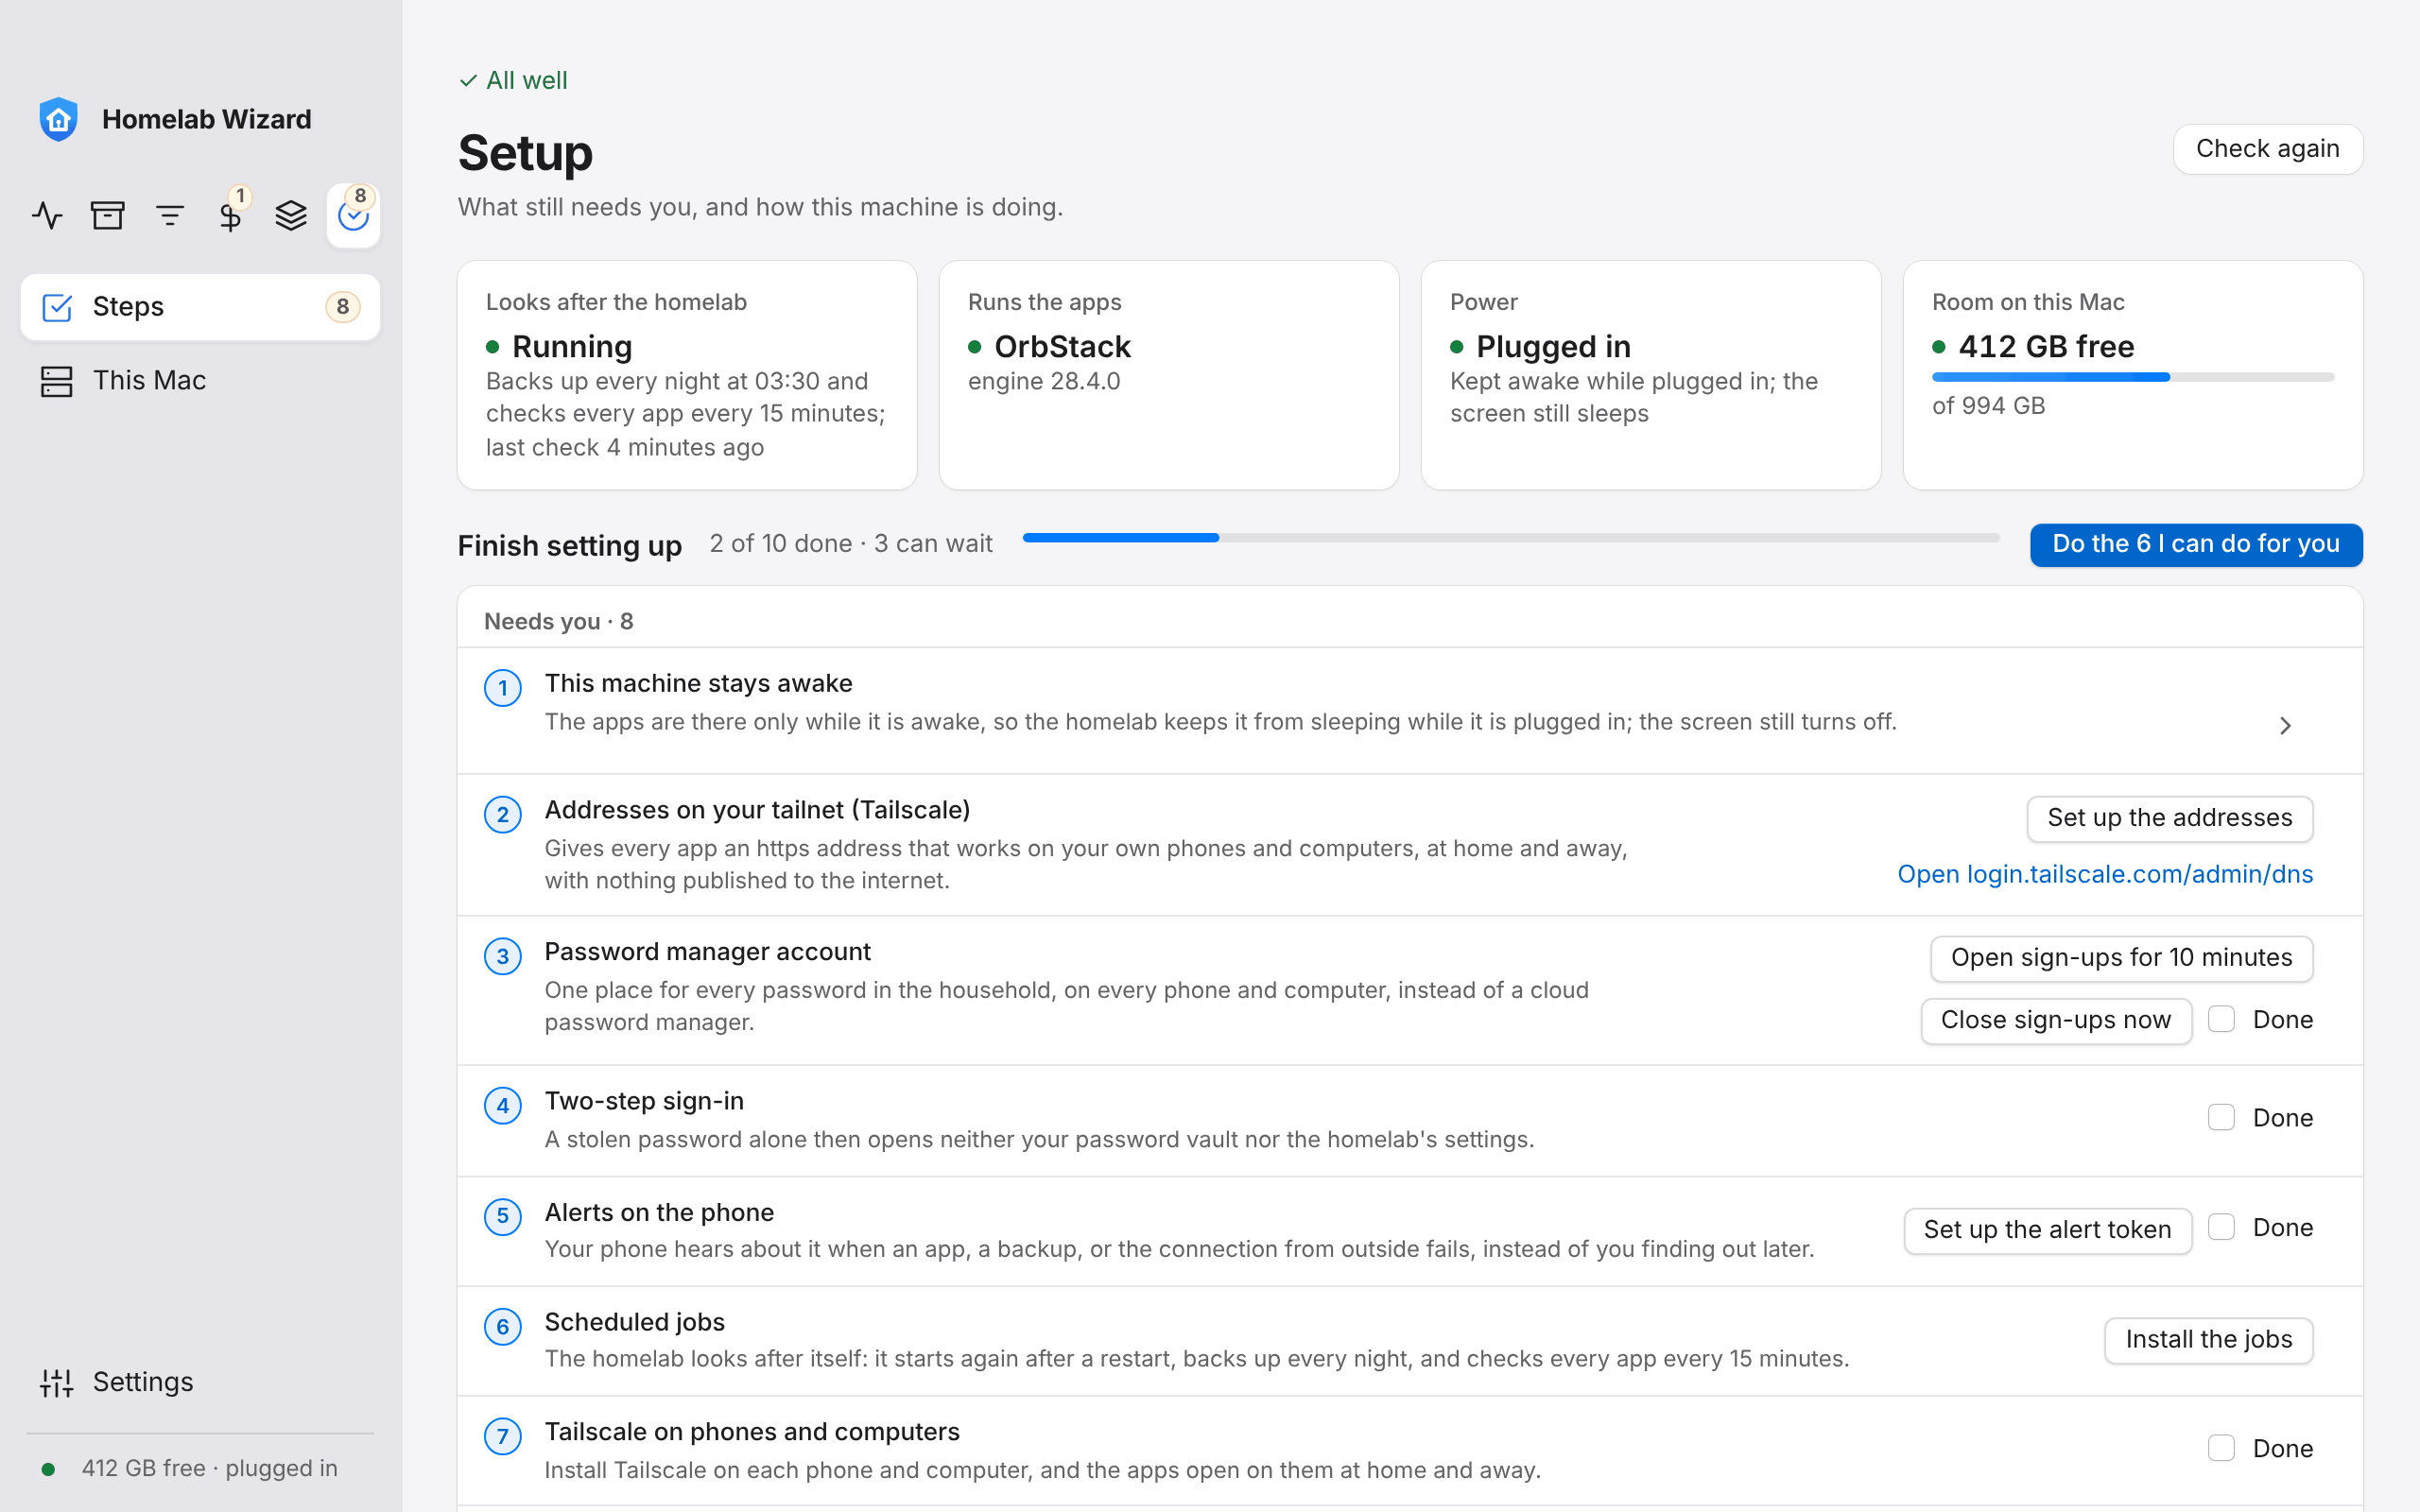 Homelab Wizard
1
8
Steps
8
This Mac
Settings
412 GB free · plugged in
All well
Setup
Check again
What still needs you, and how this machine is doing.
Looks after the homelab
Running
Backs up every night at 03:30 and
checks every app every 15 minutes;
last check 4 minutes ago
Runs the apps
OrbStack
engine 28.4.0
Power
Plugged in
Kept awake while plugged in; the
screen still sleeps
Room on this Mac
412 GB free
of 994 GB
Finish setting up
2 of 10 done · 3 can wait
Do the 6 I can do for you
Needs you · 8
1
This machine stays awake
The apps are there only while it is awake, so the homelab keeps it from sleeping while it is plugged in; the screen still turns off.
2
Addresses on your tailnet (Tailscale)
Gives every app an https address that works on your own phones and computers, at home and away,
with nothing published to the internet.
Set up the addresses
Open login.tailscale.com/admin/dns
3
Password manager account
One place for every password in the household, on every phone and computer, instead of a cloud
password manager.
Open sign-ups for 10 minutes
Close sign-ups now
Done
4
Two-step sign-in
A stolen password alone then opens neither your password vault nor the homelab's settings.
Done
5
Alerts on the phone
Your phone hears about it when an app, a backup, or the connection from outside fails, instead of you finding out later.
Set up the alert token
Done
6
Scheduled jobs
The homelab looks after itself: it starts again after a restart, backs up every night, and checks every app every 15 minutes.
Install the jobs
7
Tailscale on phones and computers
Install Tailscale on each phone and computer, and the apps open on them at home and away.
Done